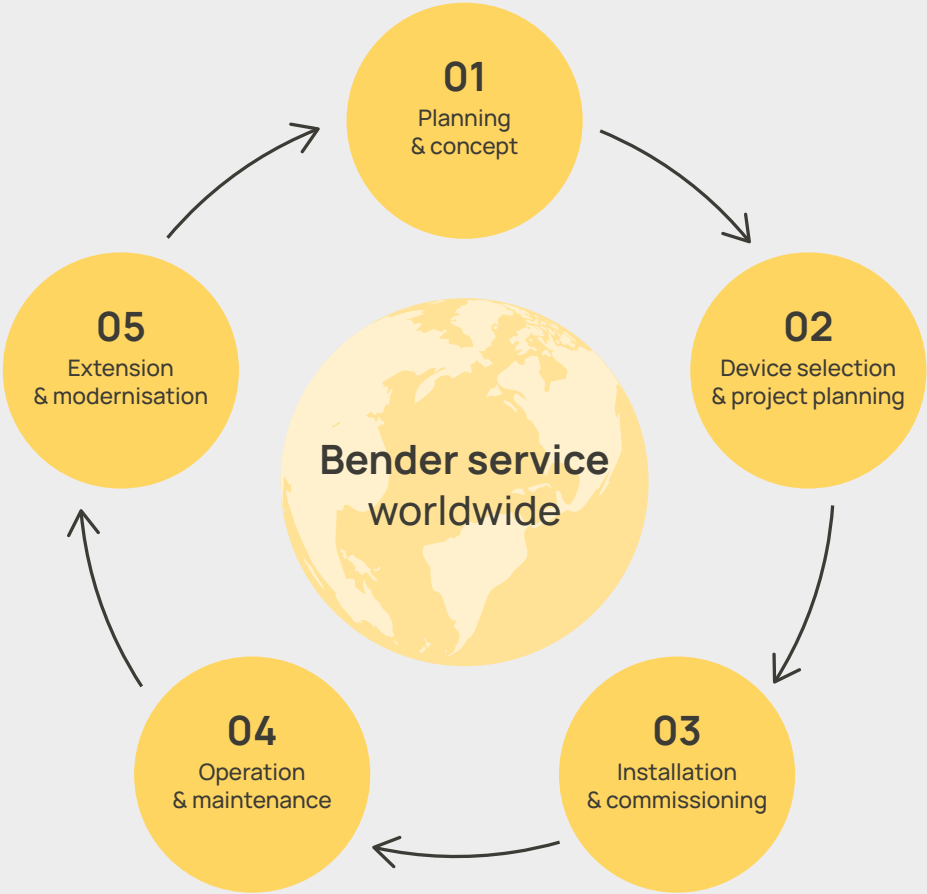 01
Planning
& concept
02
Device selection
& project planning
03
Installation
& commissioning
04
Operation
& maintenance
05
Extension
& modernisation
Bender service
worldwide